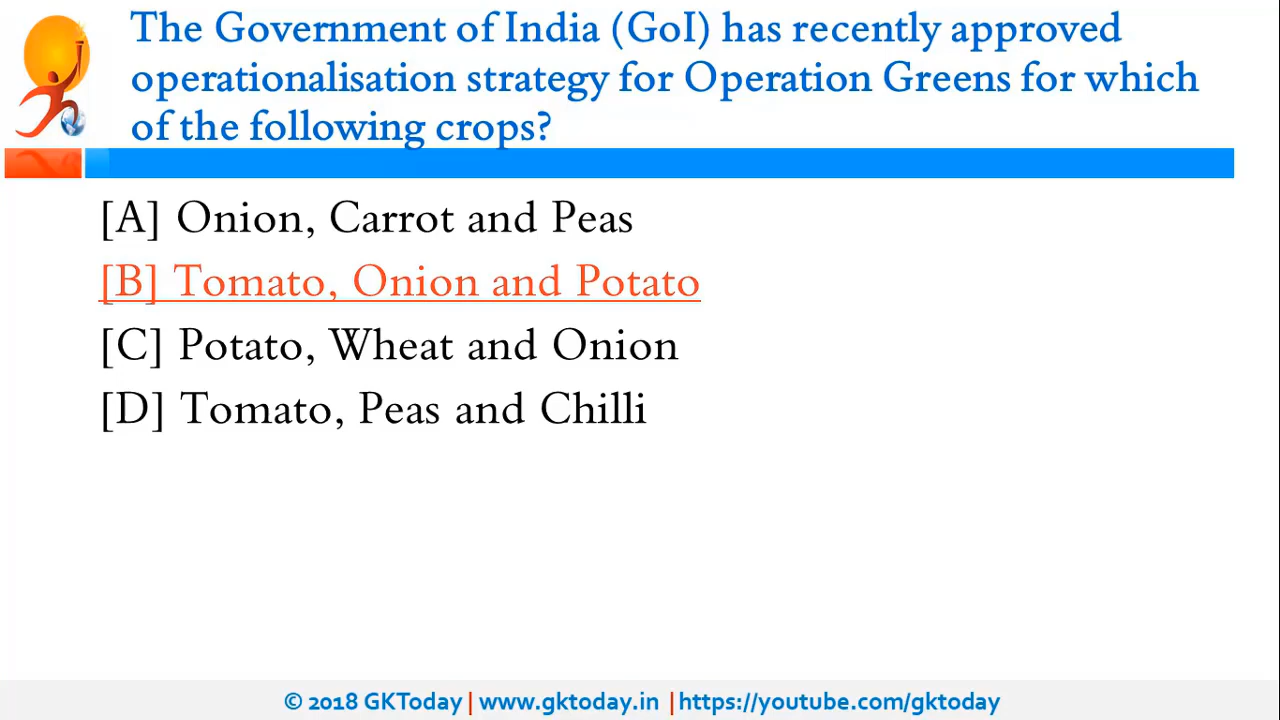 The Government of India (GoI) has recently approved
operationalisation strategy for Operation Greens for which
of the following crops?
[A] Onion, Carrot and Peas
[B] Tomato, Onion and Potato
[C] Potato, Wheat and Onion
[D] Tomato, Peas and Chilli
© 2018 GKToday | www.gktoday.in | https://youtube.com/gktoday